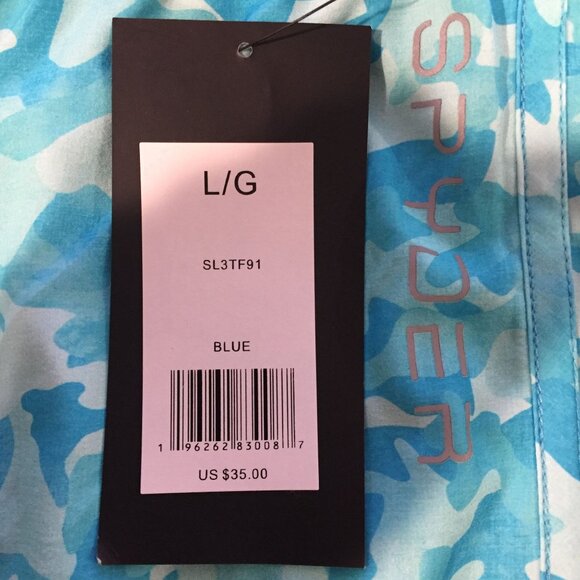 L/G
SL3TF91
BLUE
1 96262 83008 7
US $35.00
SPYDER